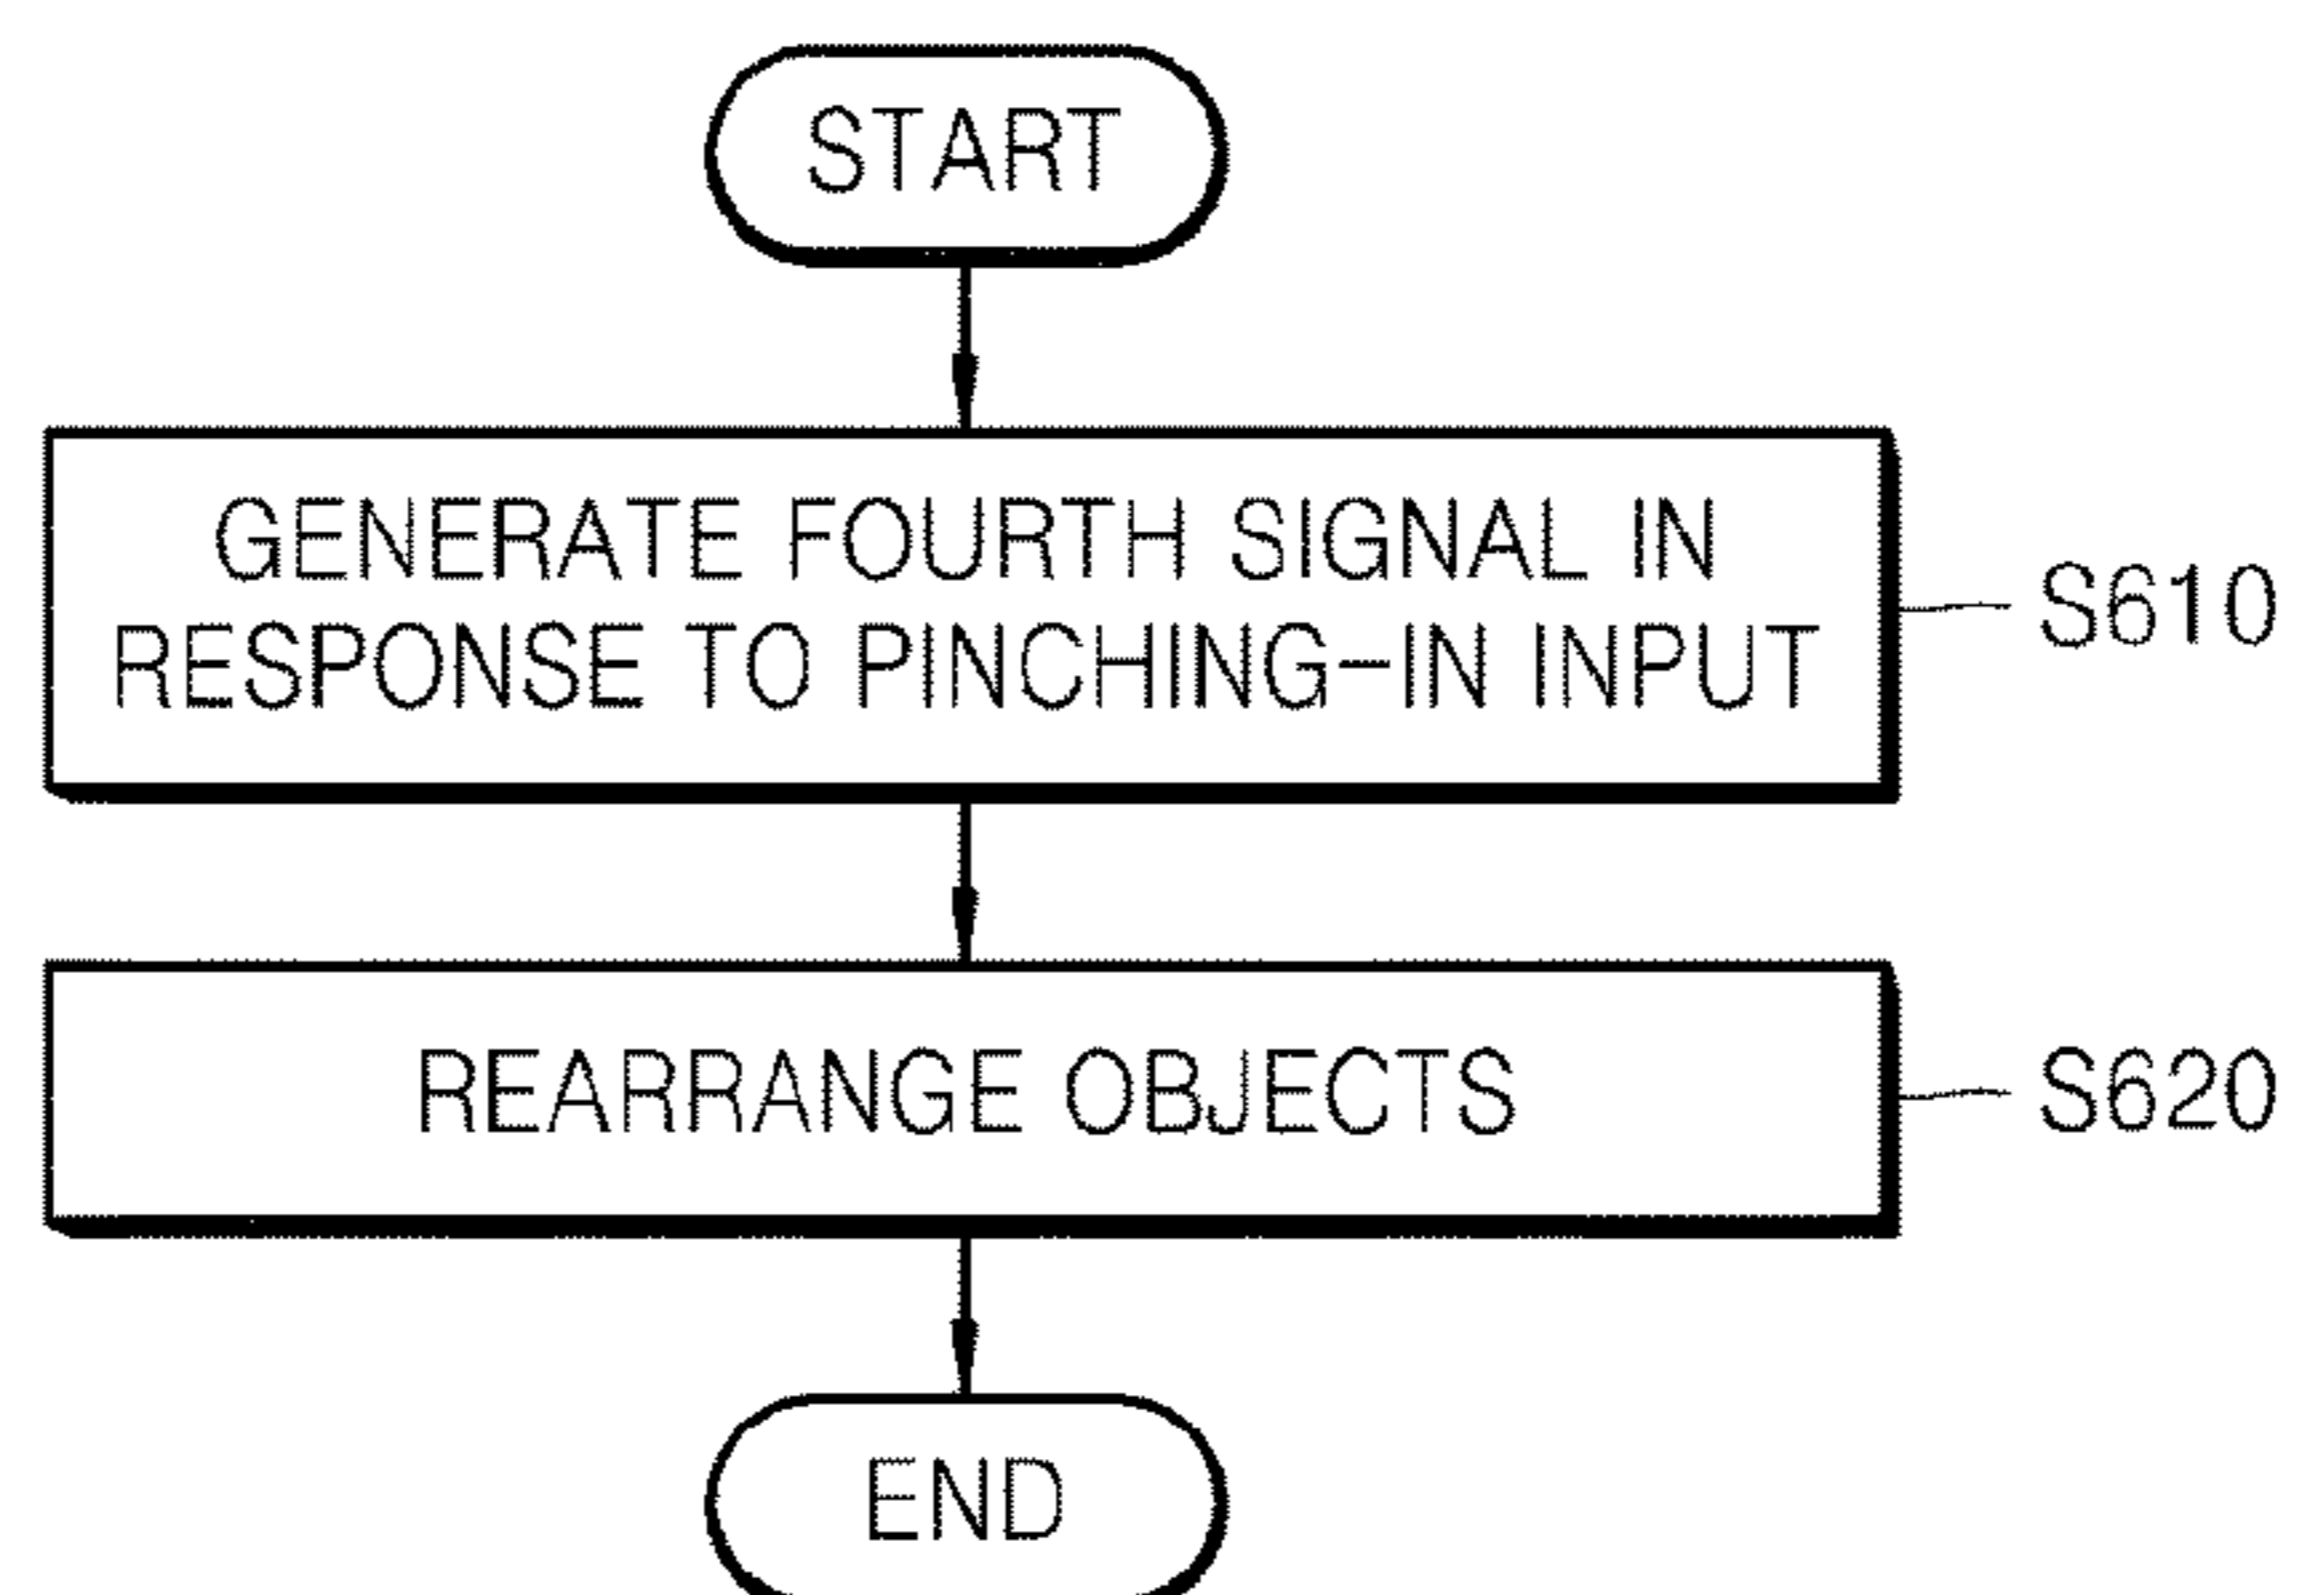 START
GENERATE FOURTH SIGNAL IN
RESPONSE TO PINCHING-IN INPUT
S610
REARRANGE OBJECTS
S620
END